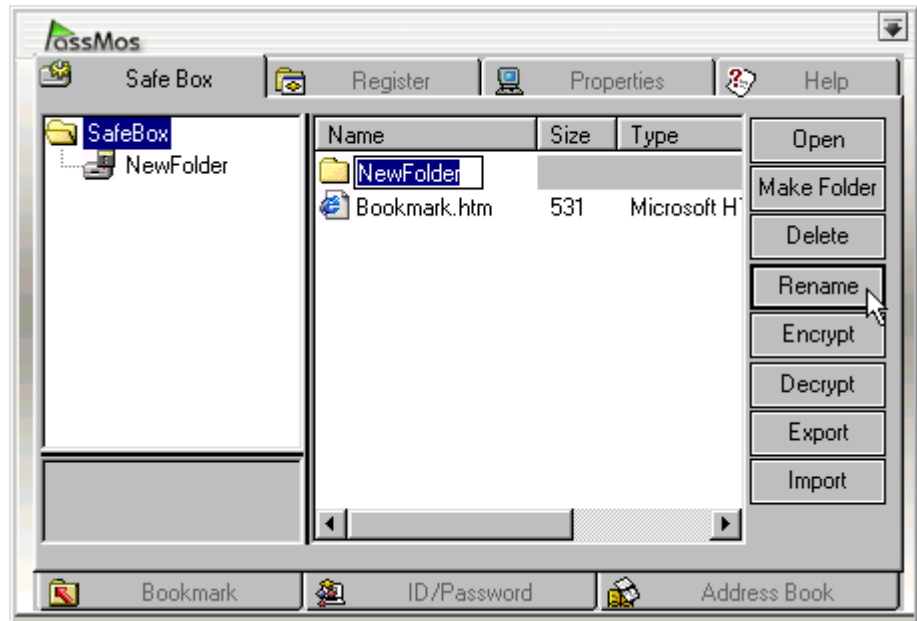 PassMos
Safe Box Register Properties Help
SafeBox
NewFolder
Name Size Type
NewFolder
Bookmark.htm 531 Microsoft HT
Open
Make Folder
Delete
Rename
Encrypt
Decrypt
Export
Import
Bookmark ID/Password Address Book